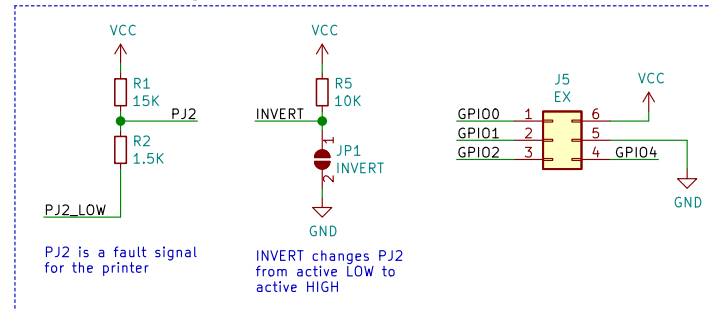 VCC
R1
15K
PJ2
R2
1.5K
PJ2_LOW
PJ2 is a fault signal
for the printer
VCC
R5
10K
INVERT
1
JP1
INVERT
2
GND
INVERT changes PJ2
from active LOW to
active HIGH
J5
EX
VCC
GPIO0 1 6
GPIO1 2 5
GPIO2 3 4 GPIO4
GND